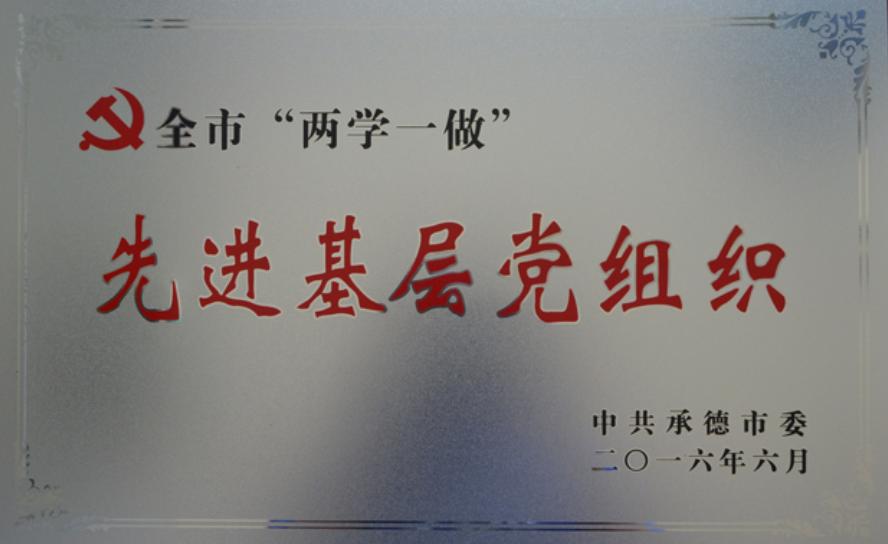 全市“两学一做”
先进基层党组织
中共承德市委
二〇一六年六月